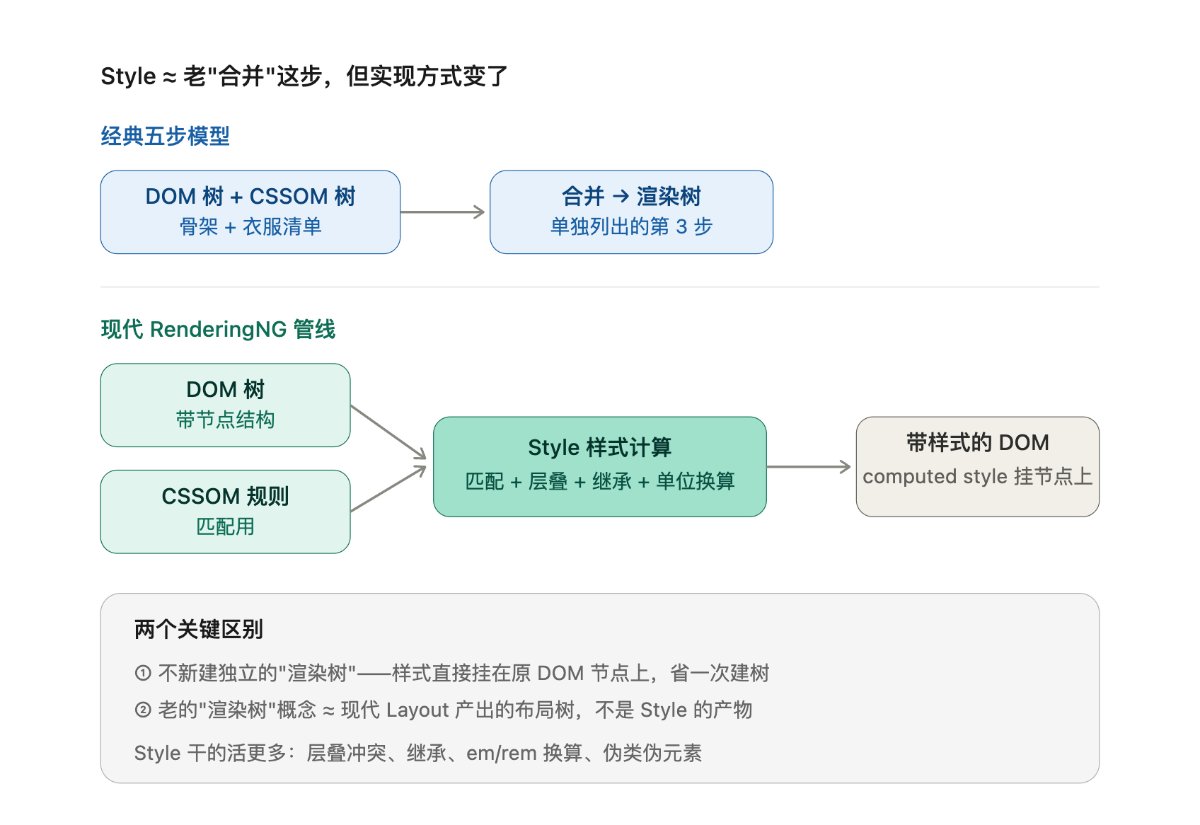 Style ≈ 老"合并"这步，但实现方式变了
经典五步模型
DOM 树 + CSSOM 树
骨架 + 衣服清单
合并 → 渲染树
单独列出的第 3 步
现代 RenderingNG 管线
DOM 树
带节点结构
CSSOM 规则
匹配用
Style 样式计算
匹配 + 层叠 + 继承 + 单位换算
带样式的 DOM
computed style 挂节点上
两个关键区别
① 不新建独立的"渲染树"——样式直接挂在原 DOM 节点上，省一次建树
② 老的"渲染树"概念 ≈ 现代 Layout 产出的布局树，不是 Style 的产物
Style 干的活更多：层叠冲突、继承、em/rem 换算、伪类伪元素